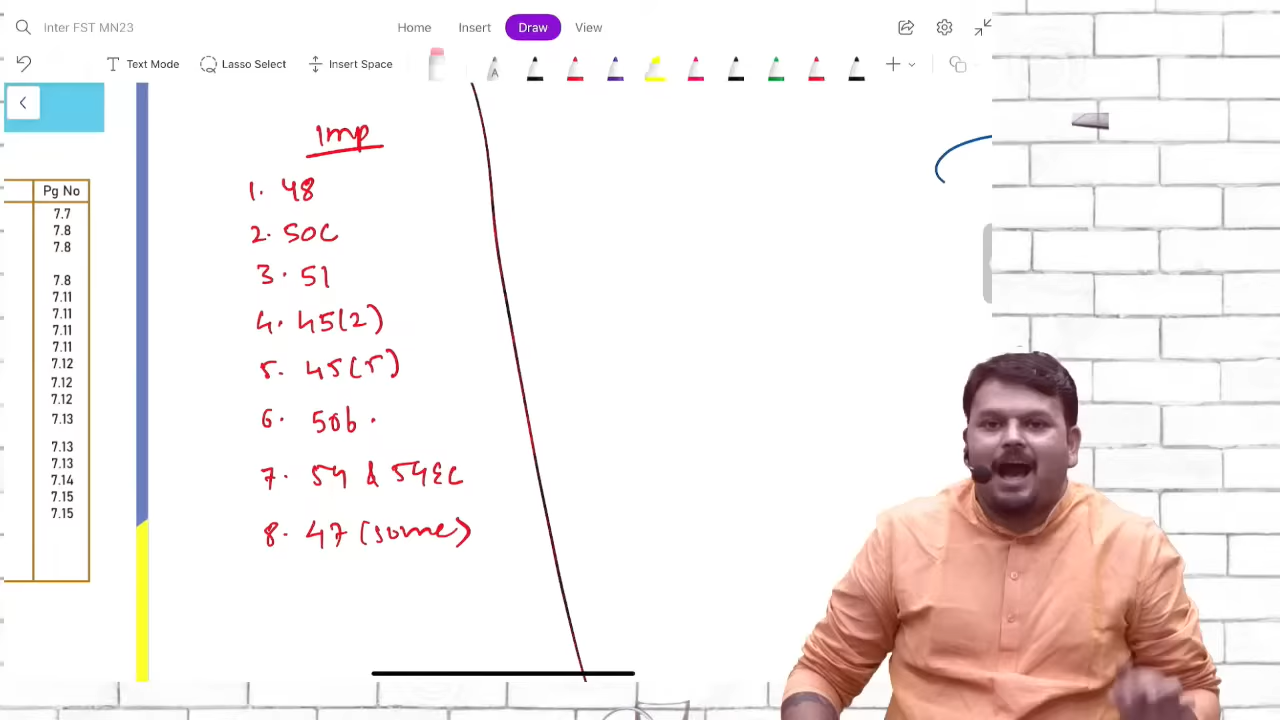 Inter FST MN23
Home
Insert
Draw
View
Text Mode
Lasso Select
Insert Space
A
Pg No
7.7
7.8
7.8
7.8
7.11
7.11
7.11
7.11
7.12
7.12
7.12
7.13
7.13
7.13
7.14
7.15
7.15
Imp
1. 48
2. 50C
3. 51
4. 45(2)
5. 45(5)
6. 50b.
7. 54 & 54EC
8. 47 (some)